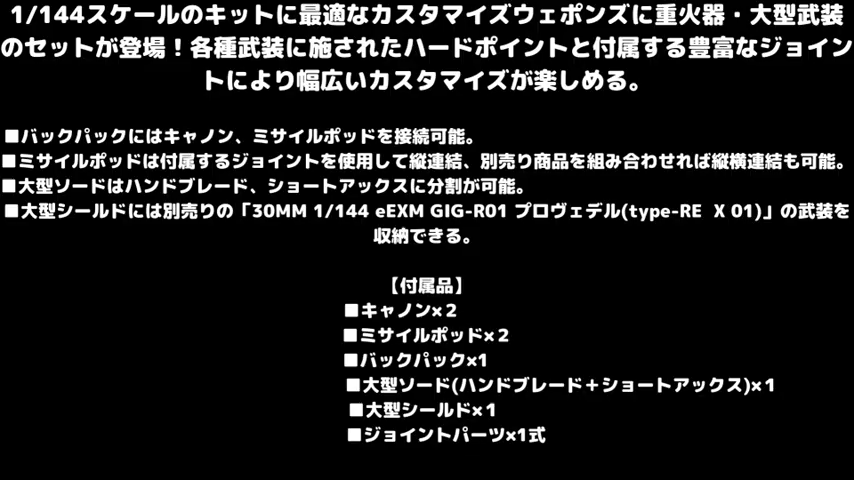 1/144スケールのキットに最適なカスタマイズウェポンズに重火器・大型武装
のセットが登場！各種武装に施されたハードポイントと付属する豊富なジョイン
トにより幅広いカスタマイズが楽しめる。
■バックパックにはキャノン、ミサイルポッドを接続可能。
■ミサイルポッドは付属するジョイントを使用して縦連結、別売り商品を組み合わせれば縦横連結も可能。
■大型ソードはハンドブレード、ショートアックスに分割が可能。
■大型シールドには別売りの「30MM 1/144 eEXM GIG-R01 プロヴェデル(type-RE X 01)」の武装を
収納できる。
【付属品】
■キャノン×２
■ミサイルポッド×２
■バックパック×1
■大型ソード(ハンドブレード＋ショートアックス)×１
■大型シールド×１
■ジョイントパーツ×1式